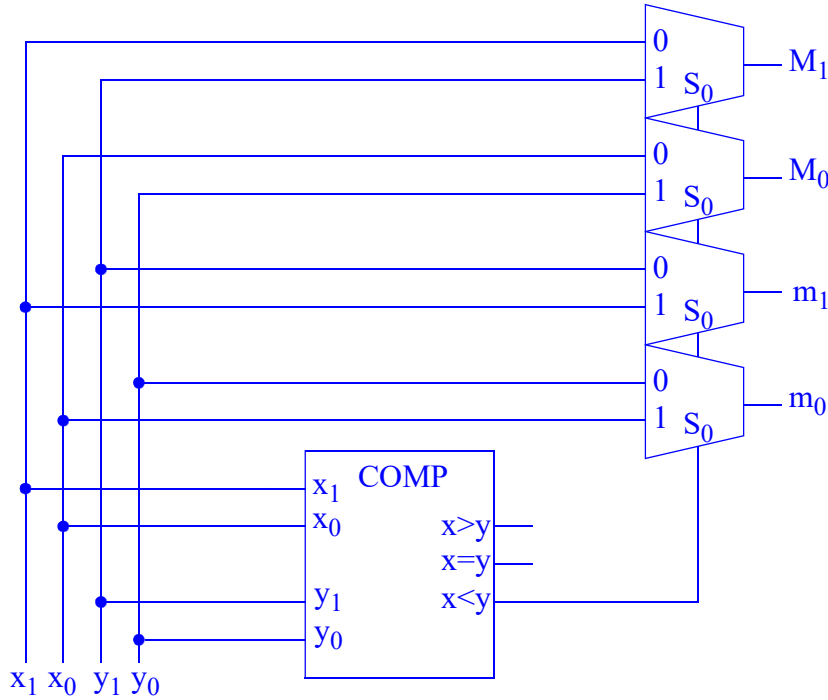 0
1 S₀
M₁
0
1 S₀
M₀
0
1 S₀
m₁
0
1 S₀
m₀
COMP
x₁
x₀
x>y
x=y
y₁
x<y
y₀
x₁ x₀ y₁ y₀